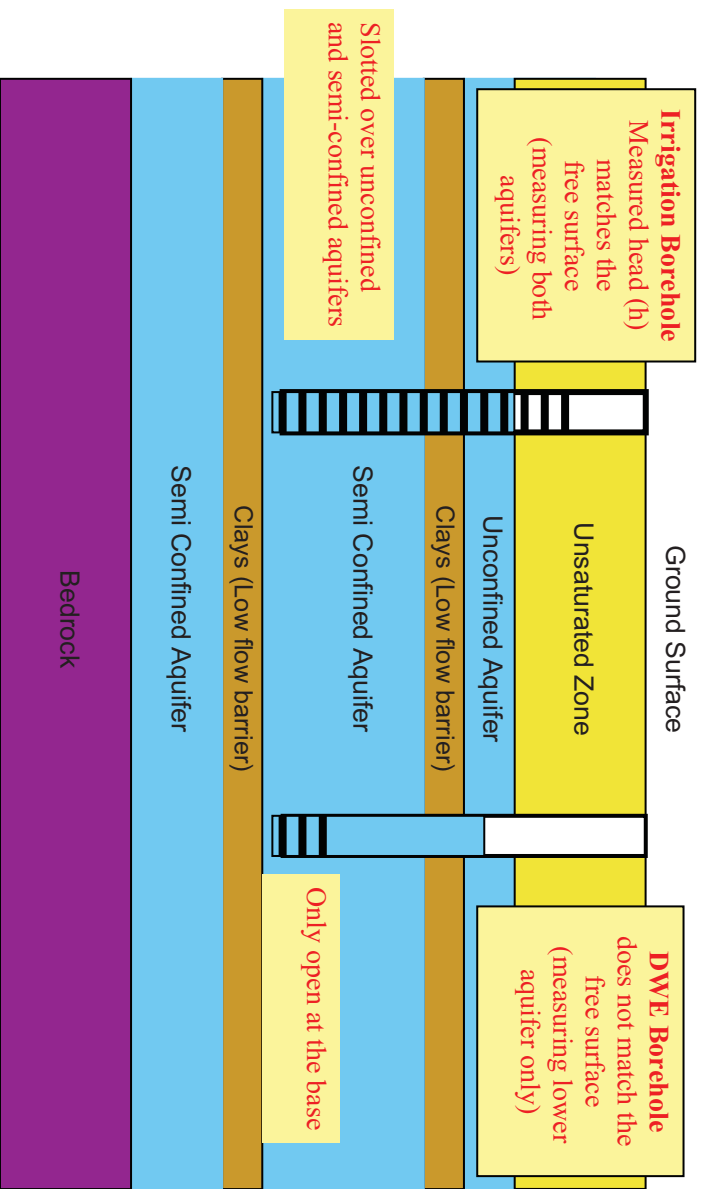 Ground Surface
Irrigation Borehole
Measured head (h)
matches the
free surface
(measuring both
aquifers)
DWE Borehole
does not match the
free surface
(measuring lower
aquifer only)
Unsaturated Zone
Unconfined Aquifer
Clays (Low flow barrier)
Slotted over unconfined
and semi-confined aquifers
Semi Confined Aquifer
Only open at the base
Clays (Low flow barrier)
Semi Confined Aquifer
Bedrock